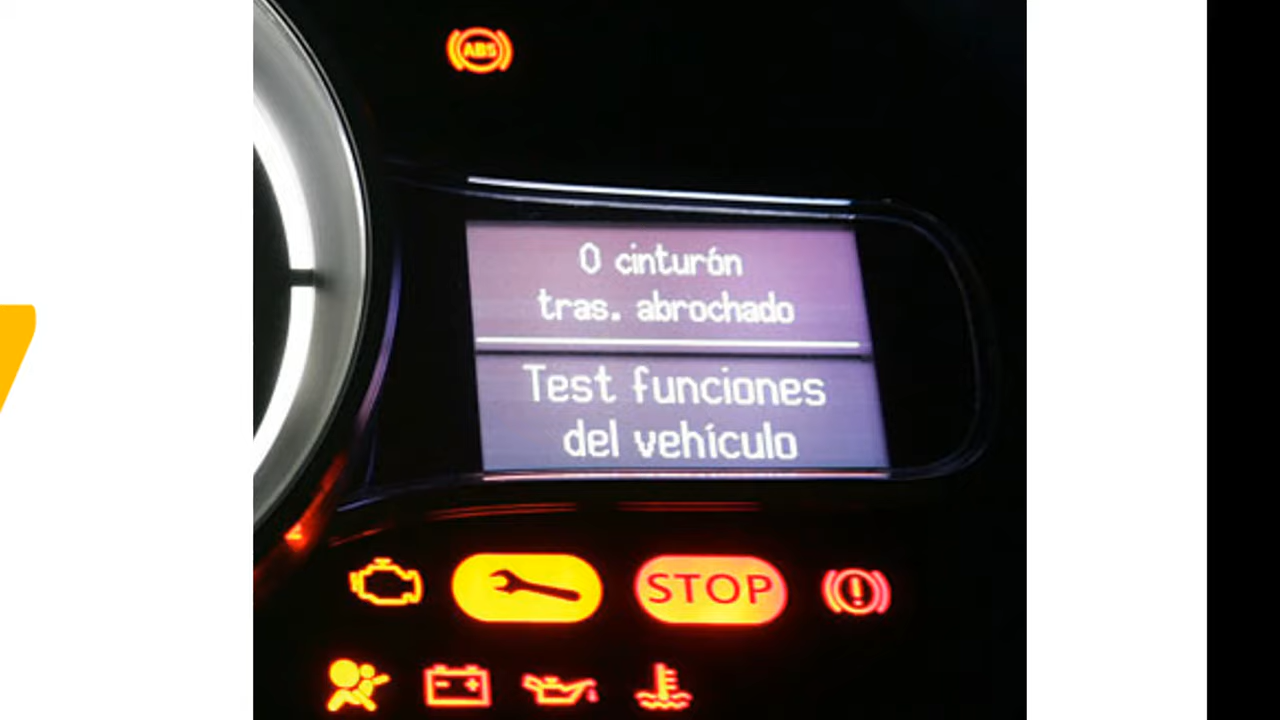 ABS
0 cinturón
tras. abrochado
Test funciones
del vehículo
STOP